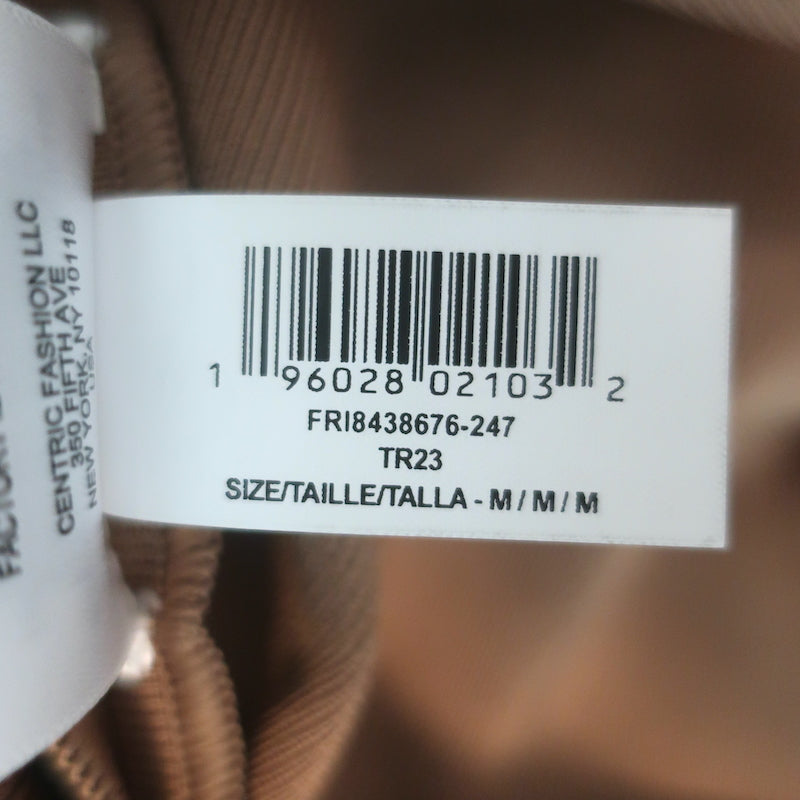 CENTRIC FASHION LLC
350 FIFTH AVE
NEW YORK, NY 10118
USA
1 96028 02103 2
FRI8438676-247
TR23
SIZE/TAILLE/TALLA - M / M / M